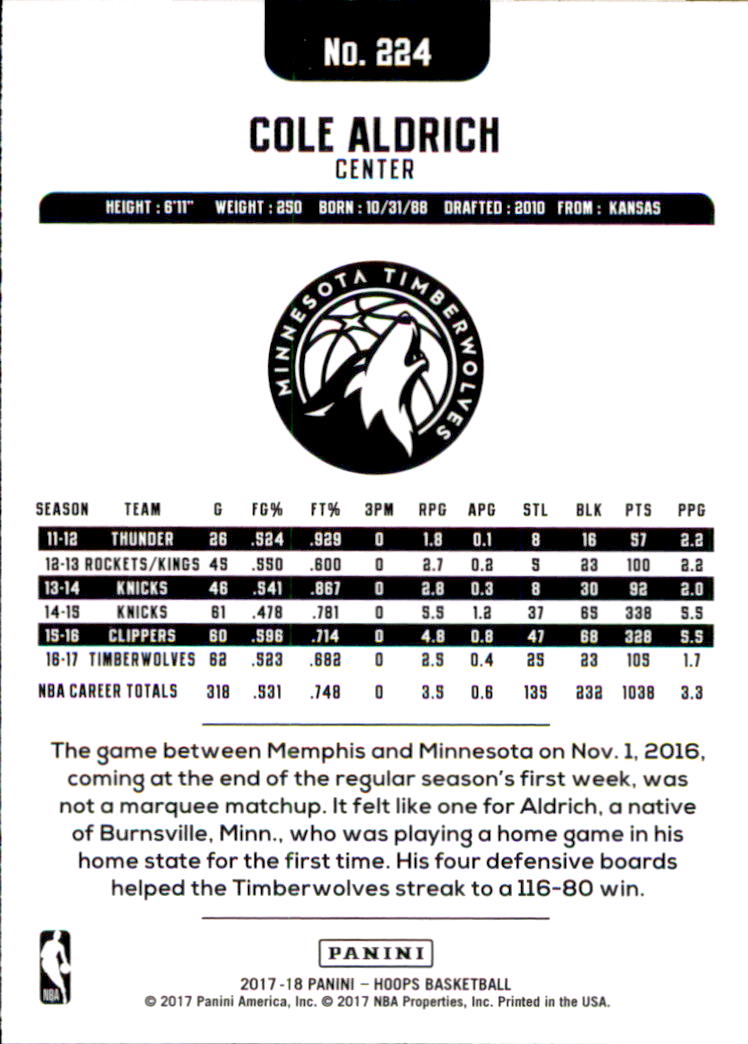 No. 224
COLE ALDRICH
CENTER
HEIGHT : 6'11" WEIGHT : 250 BORN : 10/31/88 DRAFTED : 2010 FROM : KANSAS
MINNESOTA TIMBERWOLVES
SEASON TEAM G FG% FT% 3PM RPG APG STL BLK PTS PPG
11-12 THUNDER 26 .524 .929 0 1.8 0.1 8 16 57 2.2
12-13 ROCKETS/KINGS 45 .550 .600 0 2.7 0.2 5 23 100 2.2
13-14 KNICKS 46 .541 .867 0 2.8 0.3 8 30 92 2.0
14-15 KNICKS 61 .478 .781 0 5.5 1.2 37 65 338 5.5
15-16 CLIPPERS 60 .596 .714 0 4.8 0.8 47 68 328 5.5
16-17 TIMBERWOLVES 62 .523 .682 0 2.5 0.4 25 23 105 1.7
NBA CAREER TOTALS 318 .531 .748 0 3.5 0.6 135 232 1038 3.3
The game between Memphis and Minnesota on Nov. 1, 2016,
coming at the end of the regular season's first week, was
not a marquee matchup. It felt like one for Aldrich, a native
of Burnsville, Minn., who was playing a home game in his
home state for the first time. His four defensive boards
helped the Timberwolves streak to a 116-80 win.
PANINI
NBA
2017-18 PANINI – HOOPS BASKETBALL
© 2017 Panini America, Inc. © 2017 NBA Properties, Inc. Printed in the USA.